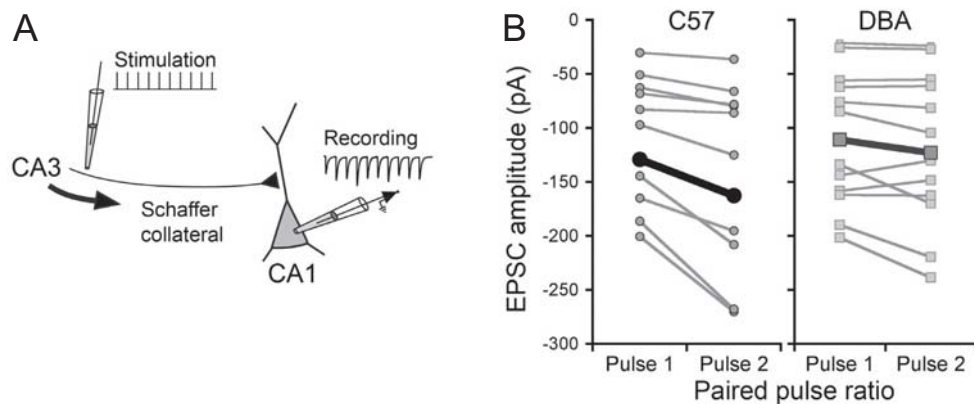 A
Stimulation
CA3
Schaffer
collateral
Recording
CA1
B
C57
DBA
EPSC amplitude (pA)
0
-50
-100
-150
-200
-250
-300
Pulse 1 Pulse 2
Pulse 1 Pulse 2
Paired pulse ratio